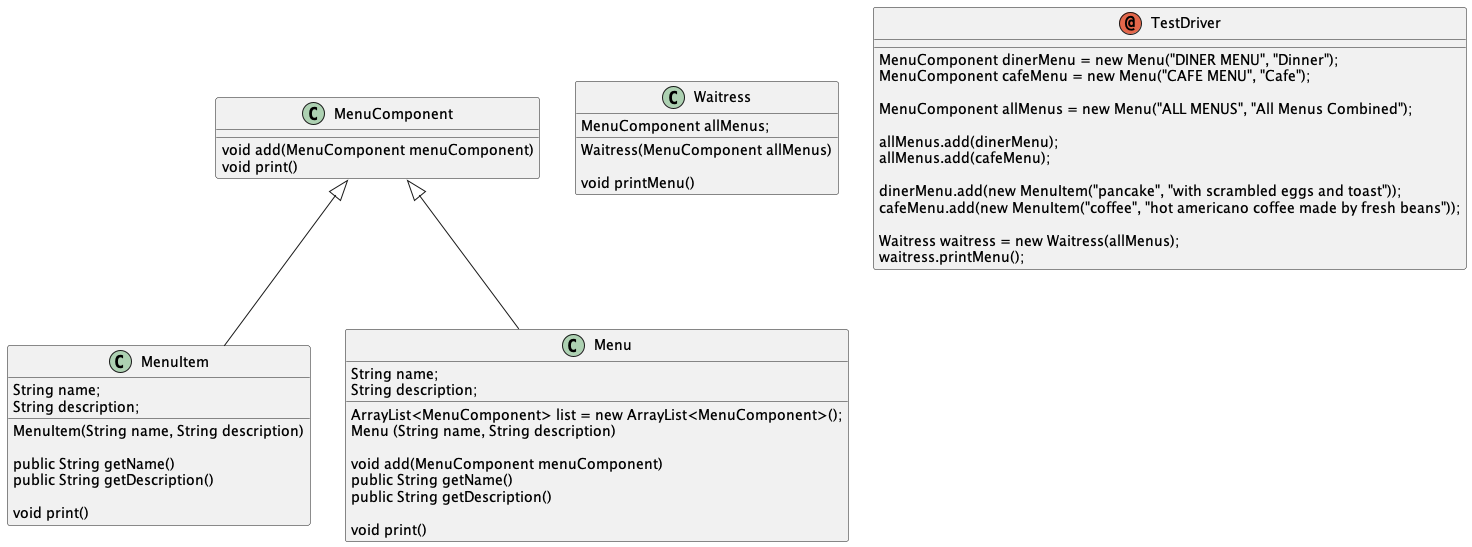 C MenuComponent
void add(MenuComponent menuComponent)
void print()
C Waitress
MenuComponent allMenus;
Waitress(MenuComponent allMenus)
void printMenu()
@ TestDriver
MenuComponent dinerMenu = new Menu("DINER MENU", "Dinner");
MenuComponent cafeMenu = new Menu("CAFE MENU", "Cafe");
MenuComponent allMenus = new Menu("ALL MENUS", "All Menus Combined");
allMenus.add(dinerMenu);
allMenus.add(cafeMenu);
dinerMenu.add(new MenuItem("pancake", "with scrambled eggs and toast"));
cafeMenu.add(new MenuItem("coffee", "hot americano coffee made by fresh beans"));
Waitress waitress = new Waitress(allMenus);
waitress.printMenu();
C MenuItem
String name;
String description;
MenuItem(String name, String description)
public String getName()
public String getDescription()
void print()
C Menu
String name;
String description;
ArrayList<MenuComponent> list = new ArrayList<MenuComponent>();
Menu (String name, String description)
void add(MenuComponent menuComponent)
public String getName()
public String getDescription()
void print()